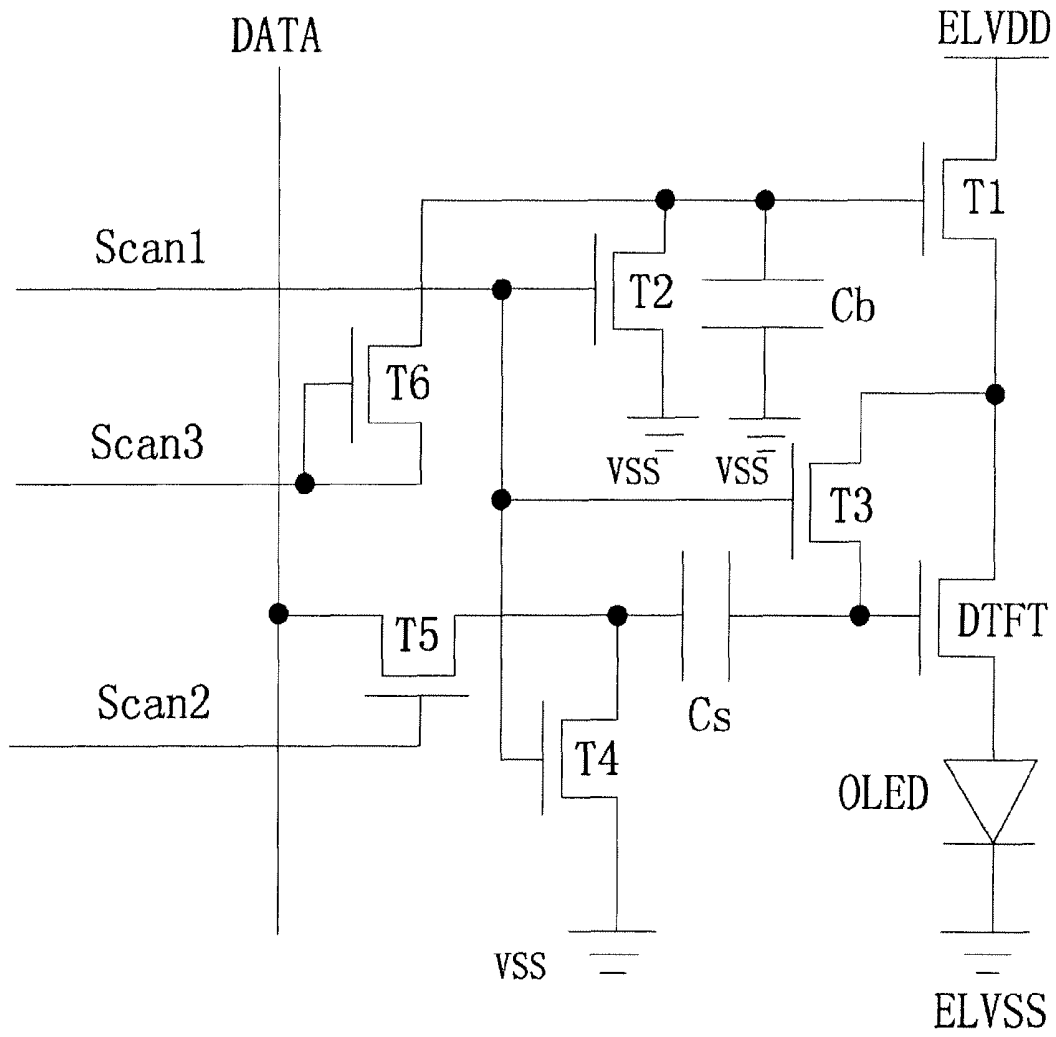 DATA
ELVDD
T1
Scan1
T2
Cb
T6
Scan3
VSS
VSS
T3
T5
DTFT
Scan2
Cs
T4
OLED
VSS
ELVSS